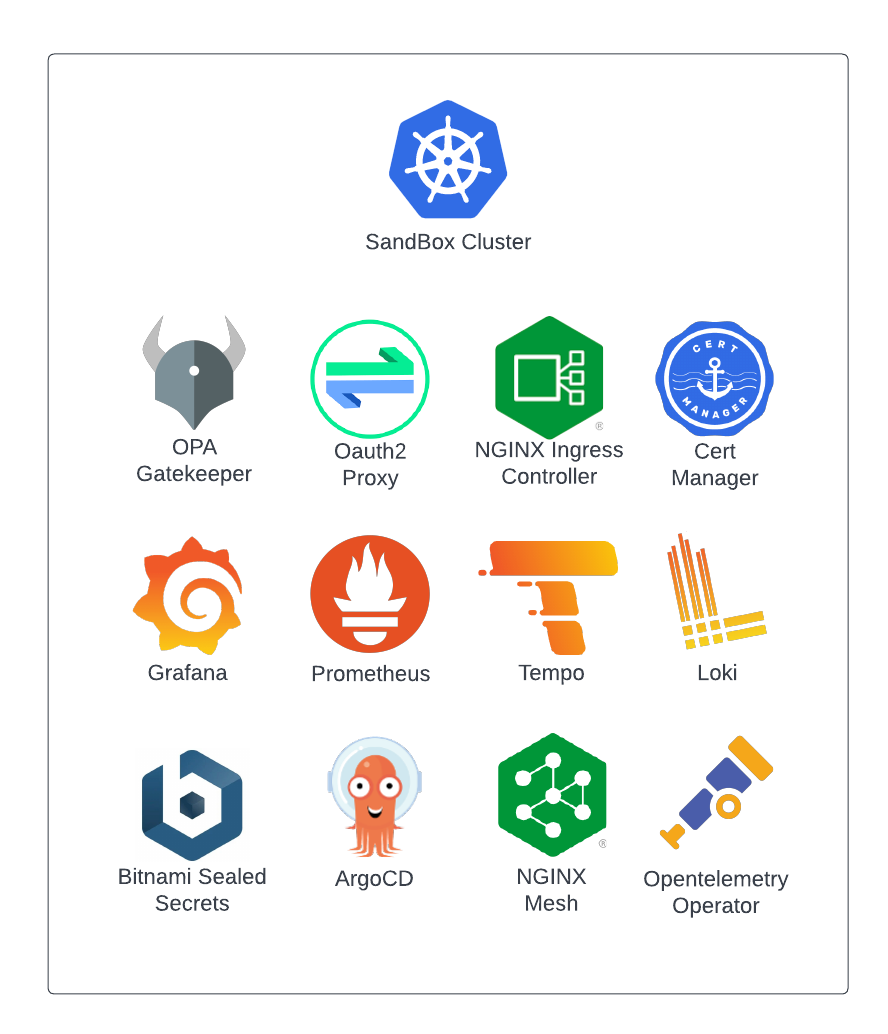 SandBox Cluster
OPA
Gatekeeper
Oauth2
Proxy
®
NGINX Ingress
Controller
CERT
MANAGER
Cert
Manager
Grafana
Prometheus
Tempo
Loki
Bitnami Sealed
Secrets
ArgoCD
®
NGINX
Mesh
Opentelemetry
Operator